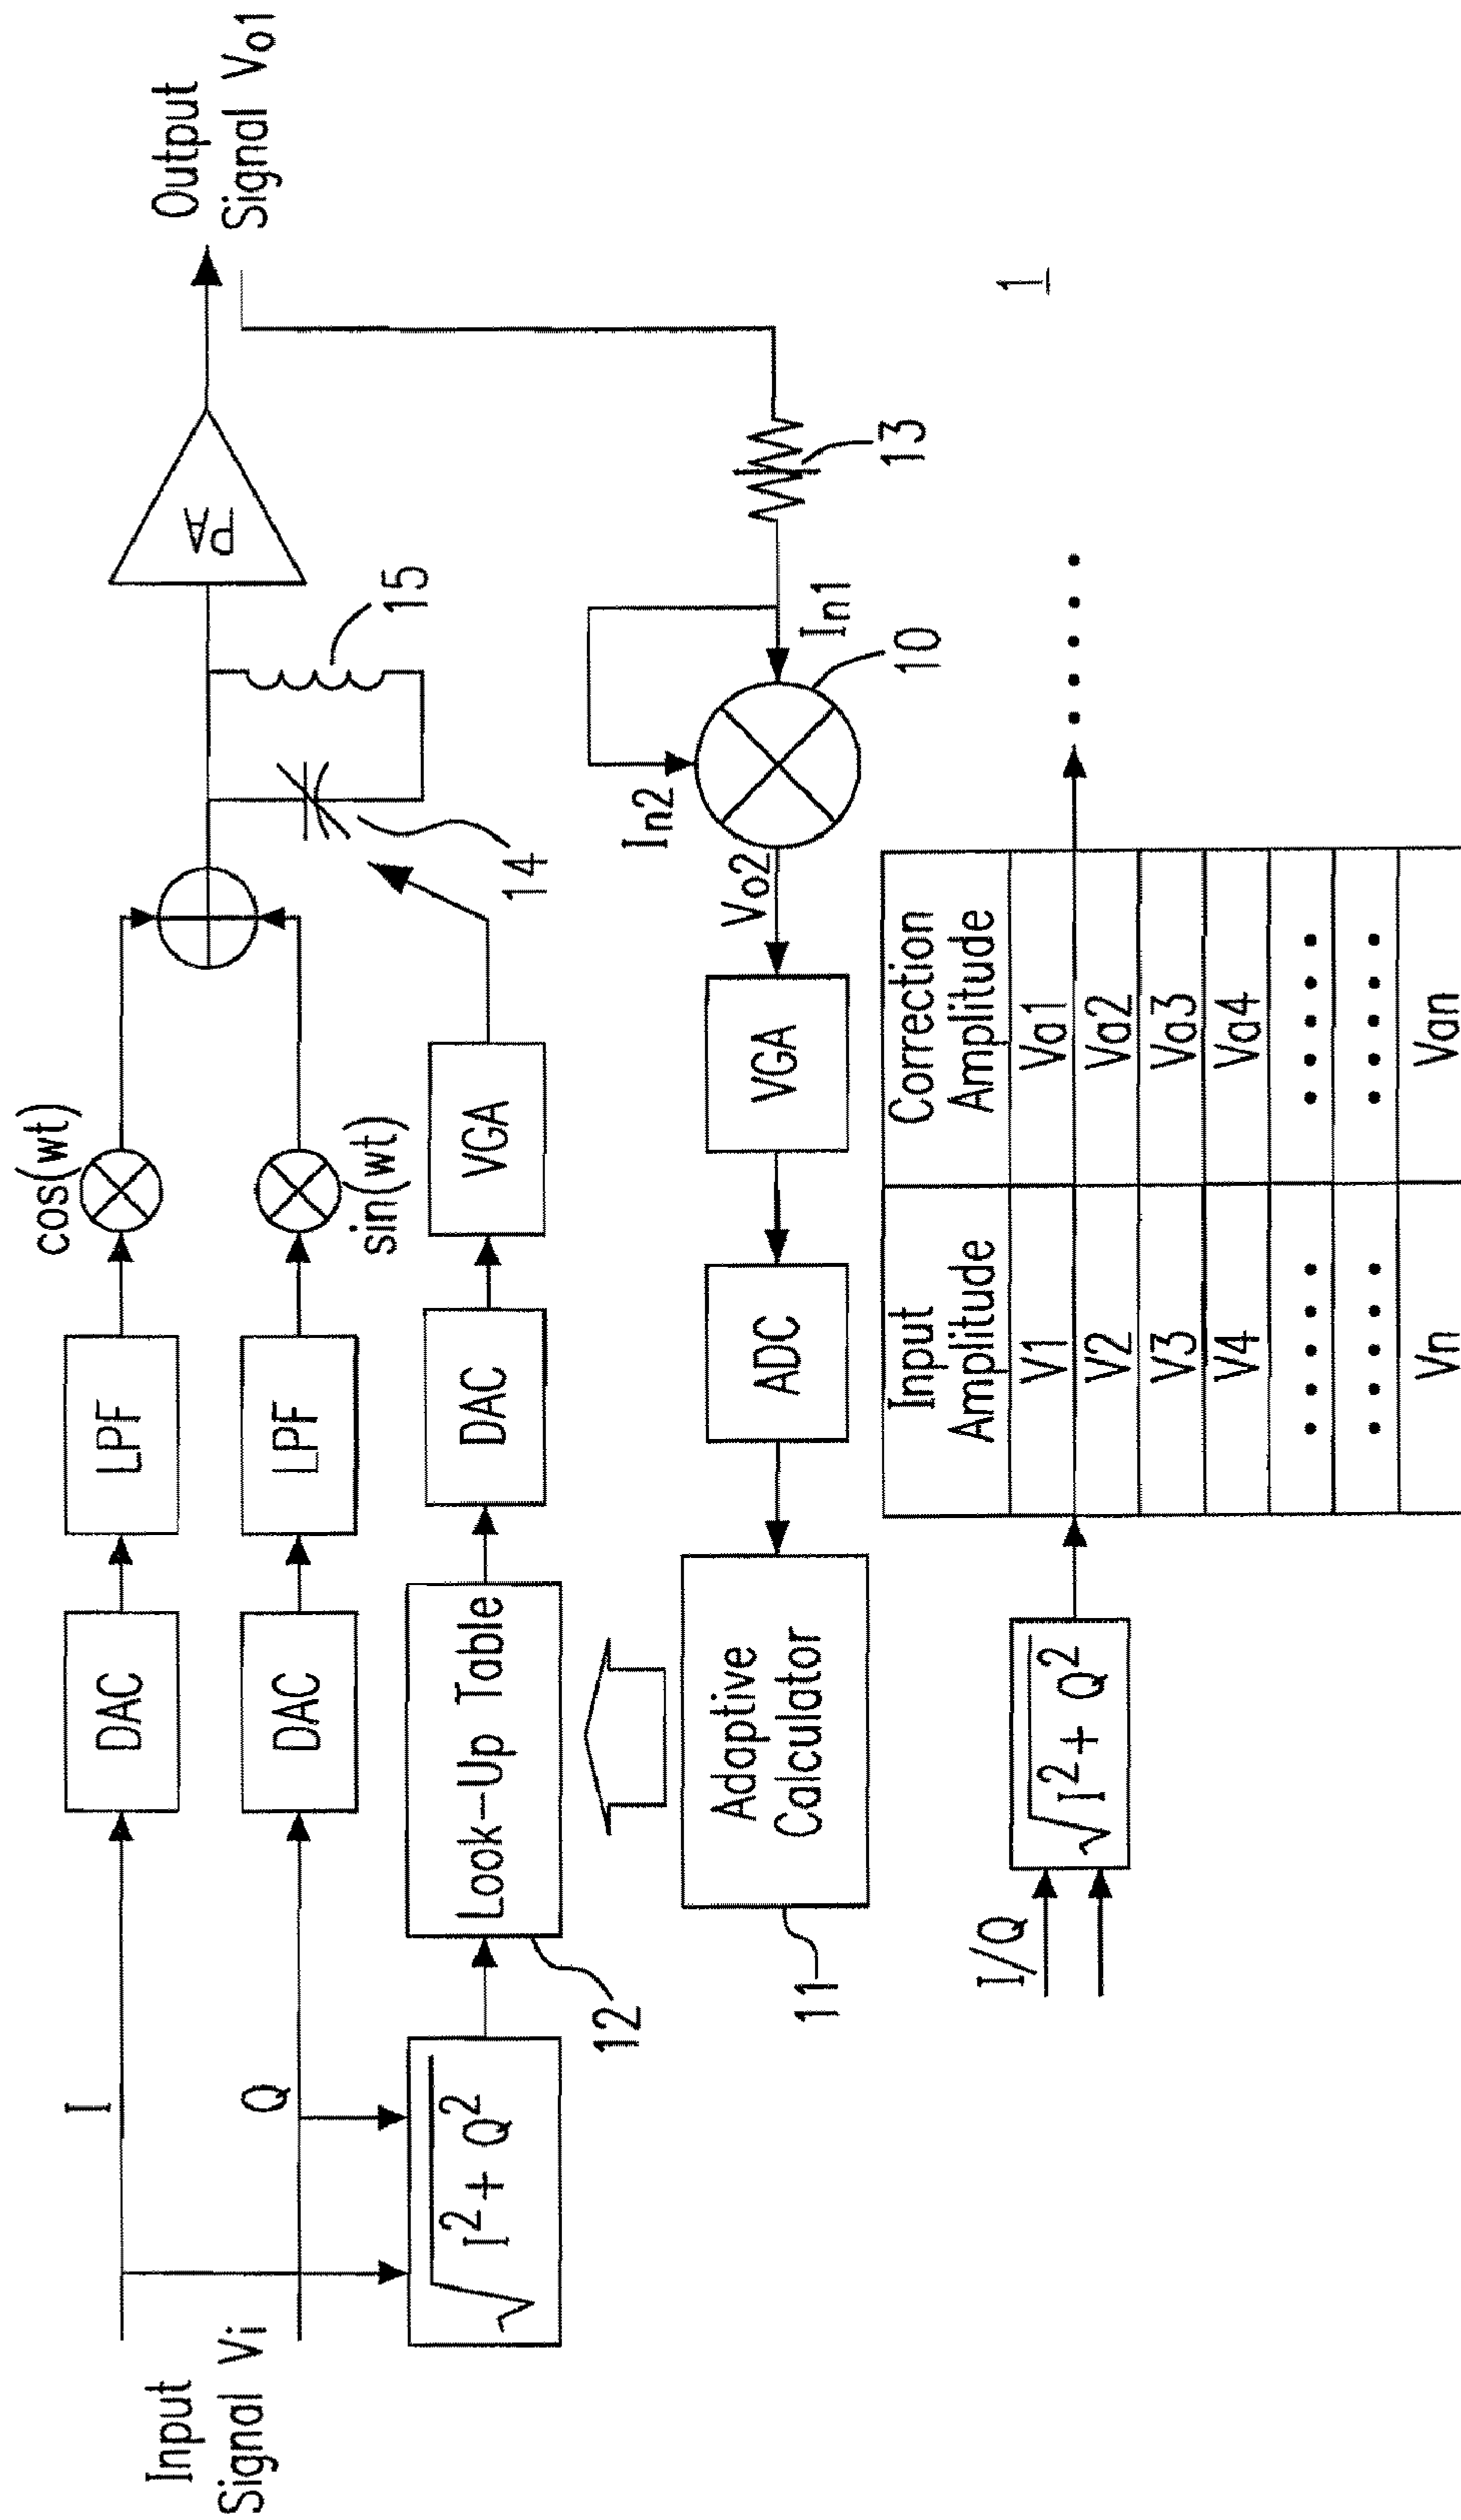 Input
Signal Vi
I
Q
DAC
LPF
cos(wt)
DAC
LPF
sin(wt)
PA
Output
Signal Vo1
√I²+ Q²
12
Look-Up Table
DAC
VGA
14
15
11
Adaptive
Calculator
ADC
VGA
Vo2
In2
10
In1
13
I/Q
√I²+ Q²
Input
Amplitude
Correction
Amplitude
V1 Va1
V2 Va2
V3 Va3
V4 Va4
• • • • • • • • • •
• • • • • • • • • •
Vn Van
• • • • •
1